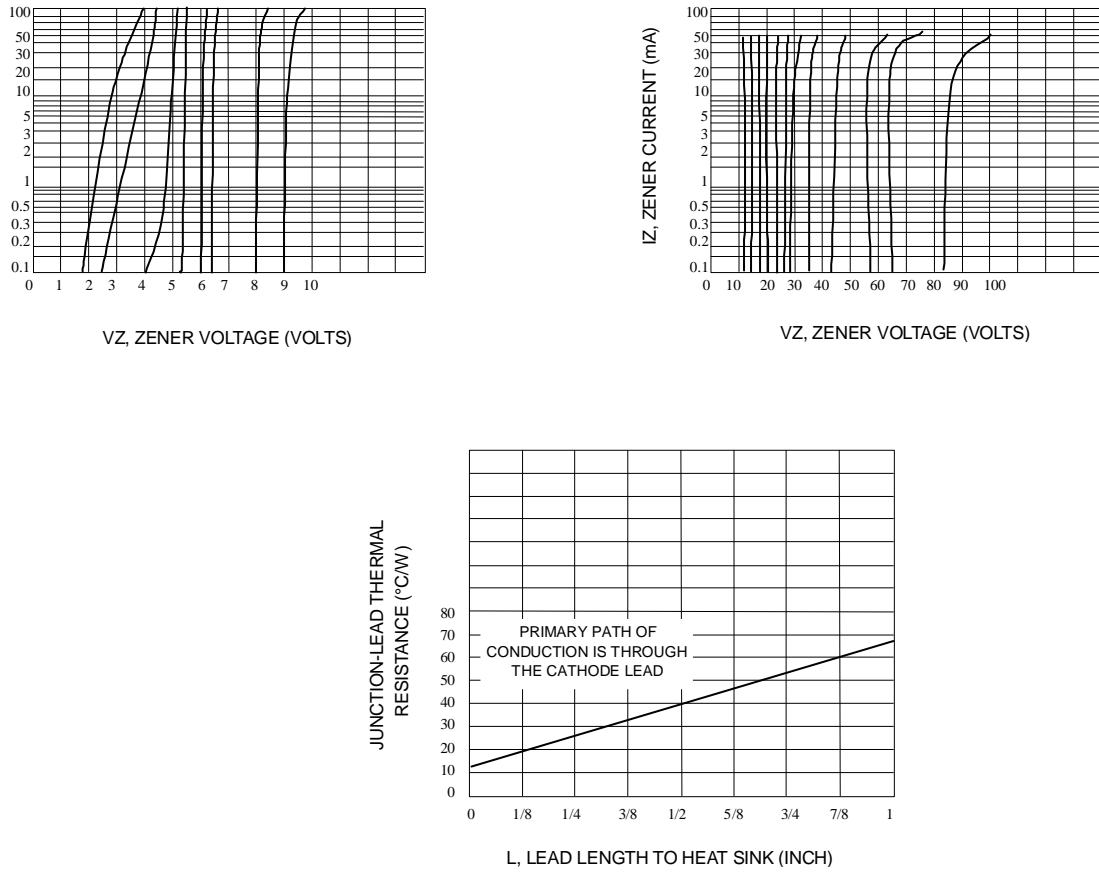 100
50
30
20
10
5
3
2
1
0.5
0.3
0.2
0.1
0 1 2 3 4 5 6 7 8 9 10
VZ, ZENER VOLTAGE (VOLTS)
IZ, ZENER CURRENT (mA)
100
50
30
20
10
5
3
2
1
0.5
0.3
0.2
0.1
0 10 20 30 40 50 60 70 80 90 100
VZ, ZENER VOLTAGE (VOLTS)
JUNCTION-LEAD THERMAL
RESISTANCE (°C/W)
80
70
60
50
40
30
20
10
0
PRIMARY PATH OF
CONDUCTION IS THROUGH
THE CATHODE LEAD
0 1/8 1/4 3/8 1/2 5/8 3/4 7/8 1
L, LEAD LENGTH TO HEAT SINK (INCH)